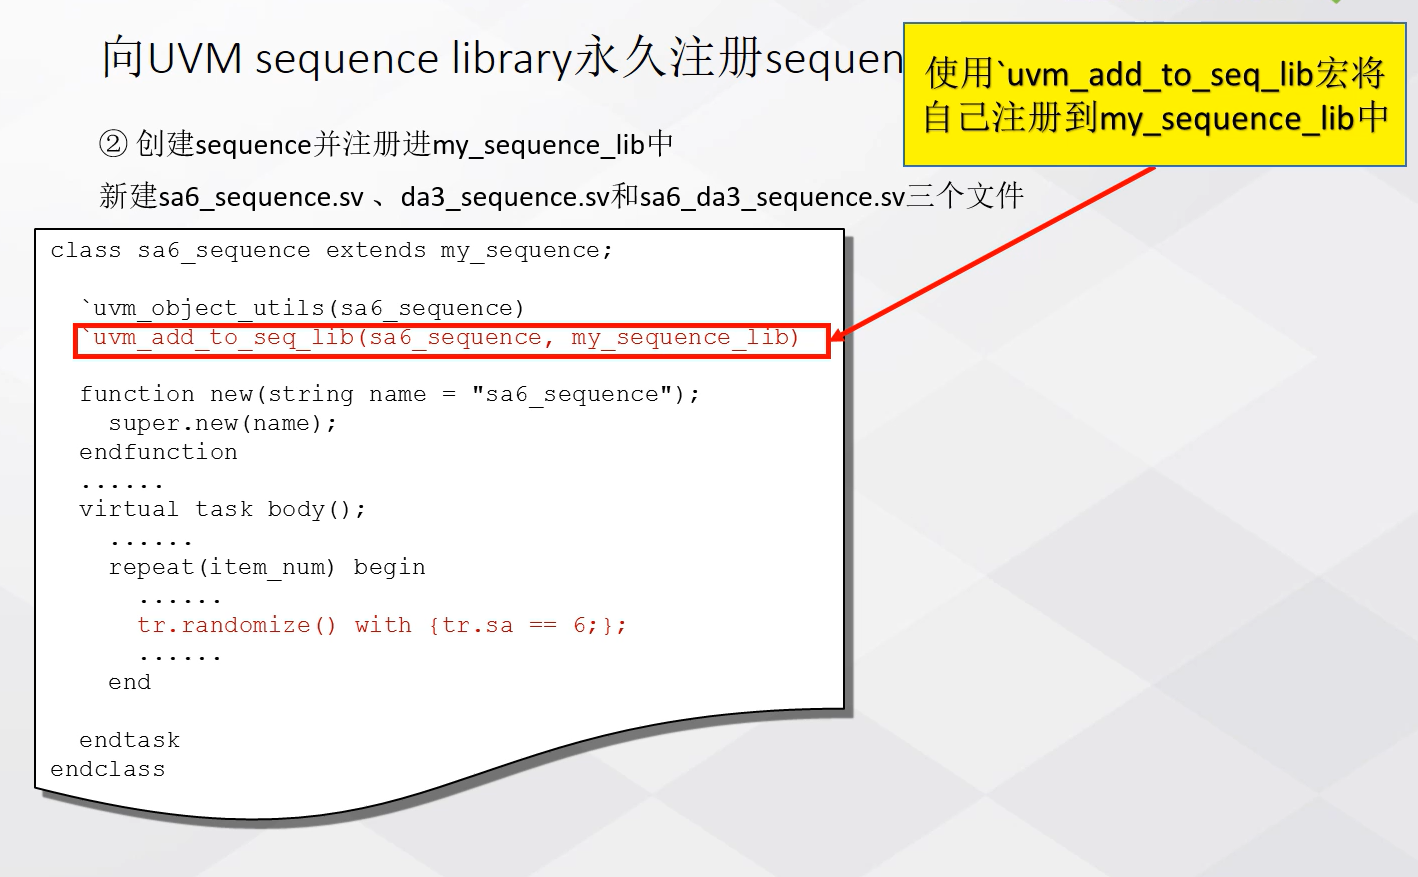 向UVM sequence library永久注册sequen
使用`uvm_add_to_seq_lib宏将
自己注册到my_sequence_lib中
② 创建sequence并注册进my_sequence_lib中
新建sa6_sequence.sv 、da3_sequence.sv和sa6_da3_sequence.sv三个文件
class sa6_sequence extends my_sequence;
`uvm_object_utils(sa6_sequence)
`uvm_add_to_seq_lib(sa6_sequence, my_sequence_lib)
function new(string name = "sa6_sequence");
super.new(name);
endfunction
......
virtual task body();
......
repeat(item_num) begin
......
tr.randomize() with {tr.sa == 6;};
......
end
endtask
endclass